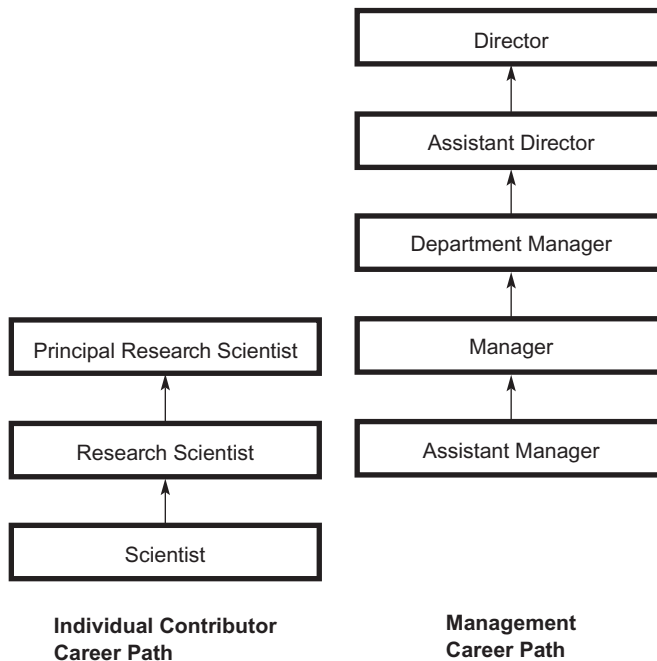 Director
Assistant Director
Department Manager
Principal Research Scientist
Manager
Research Scientist
Assistant Manager
Scientist
Individual Contributor
Career Path
Management
Career Path